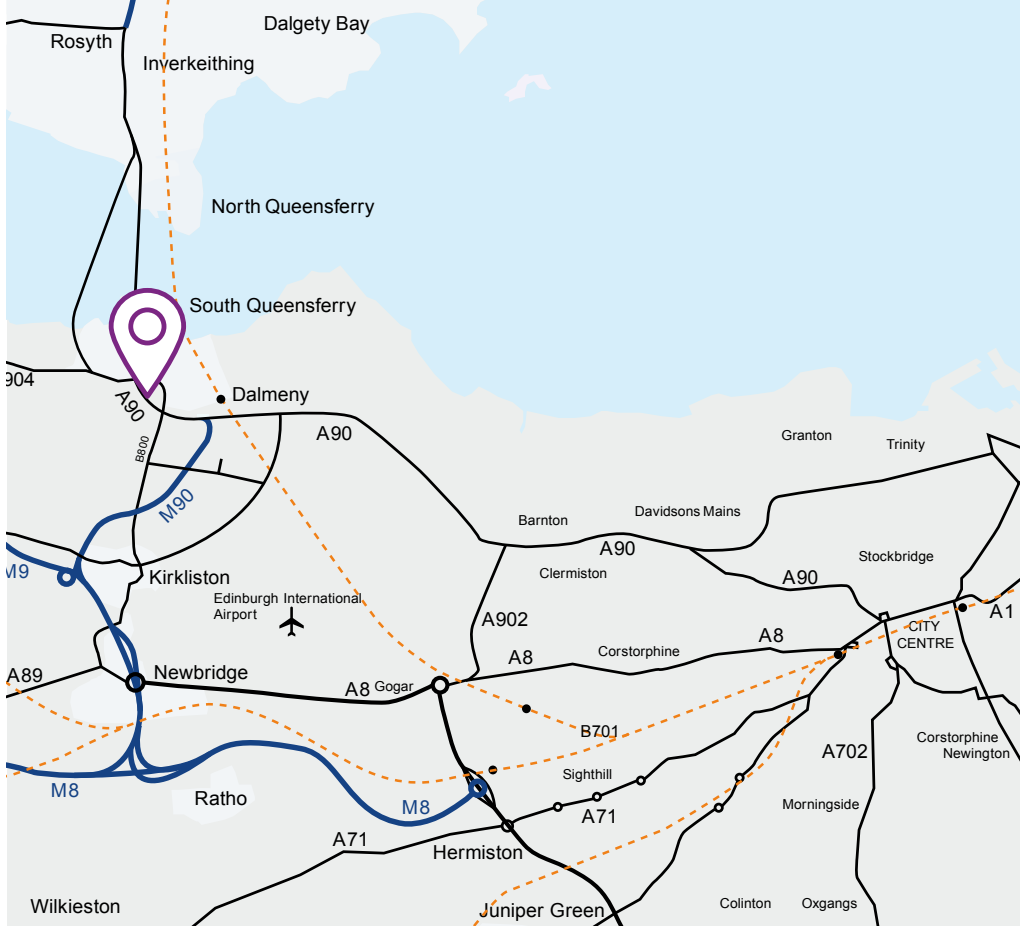 Dalgety Bay
Rosyth
Inverkeithing
North Queensferry
South Queensferry
904
A90
Dalmeny
A90
B800
Granton
Trinity
M90
Barnton
Davidsons Mains
A90
Stockbridge
M9
Kirkliston
Clermiston
A90
Edinburgh International
Airport
A902
A1
CITY
CENTRE
A8
Corstorphine
A8
A89
Newbridge
A8
Gogar
B701
Corstorphine
Newington
A702
Sighthill
M8
Ratho
M8
A71
Morningside
A71
Hermiston
Wilkieston
Juniper Green
Colinton
Oxgangs